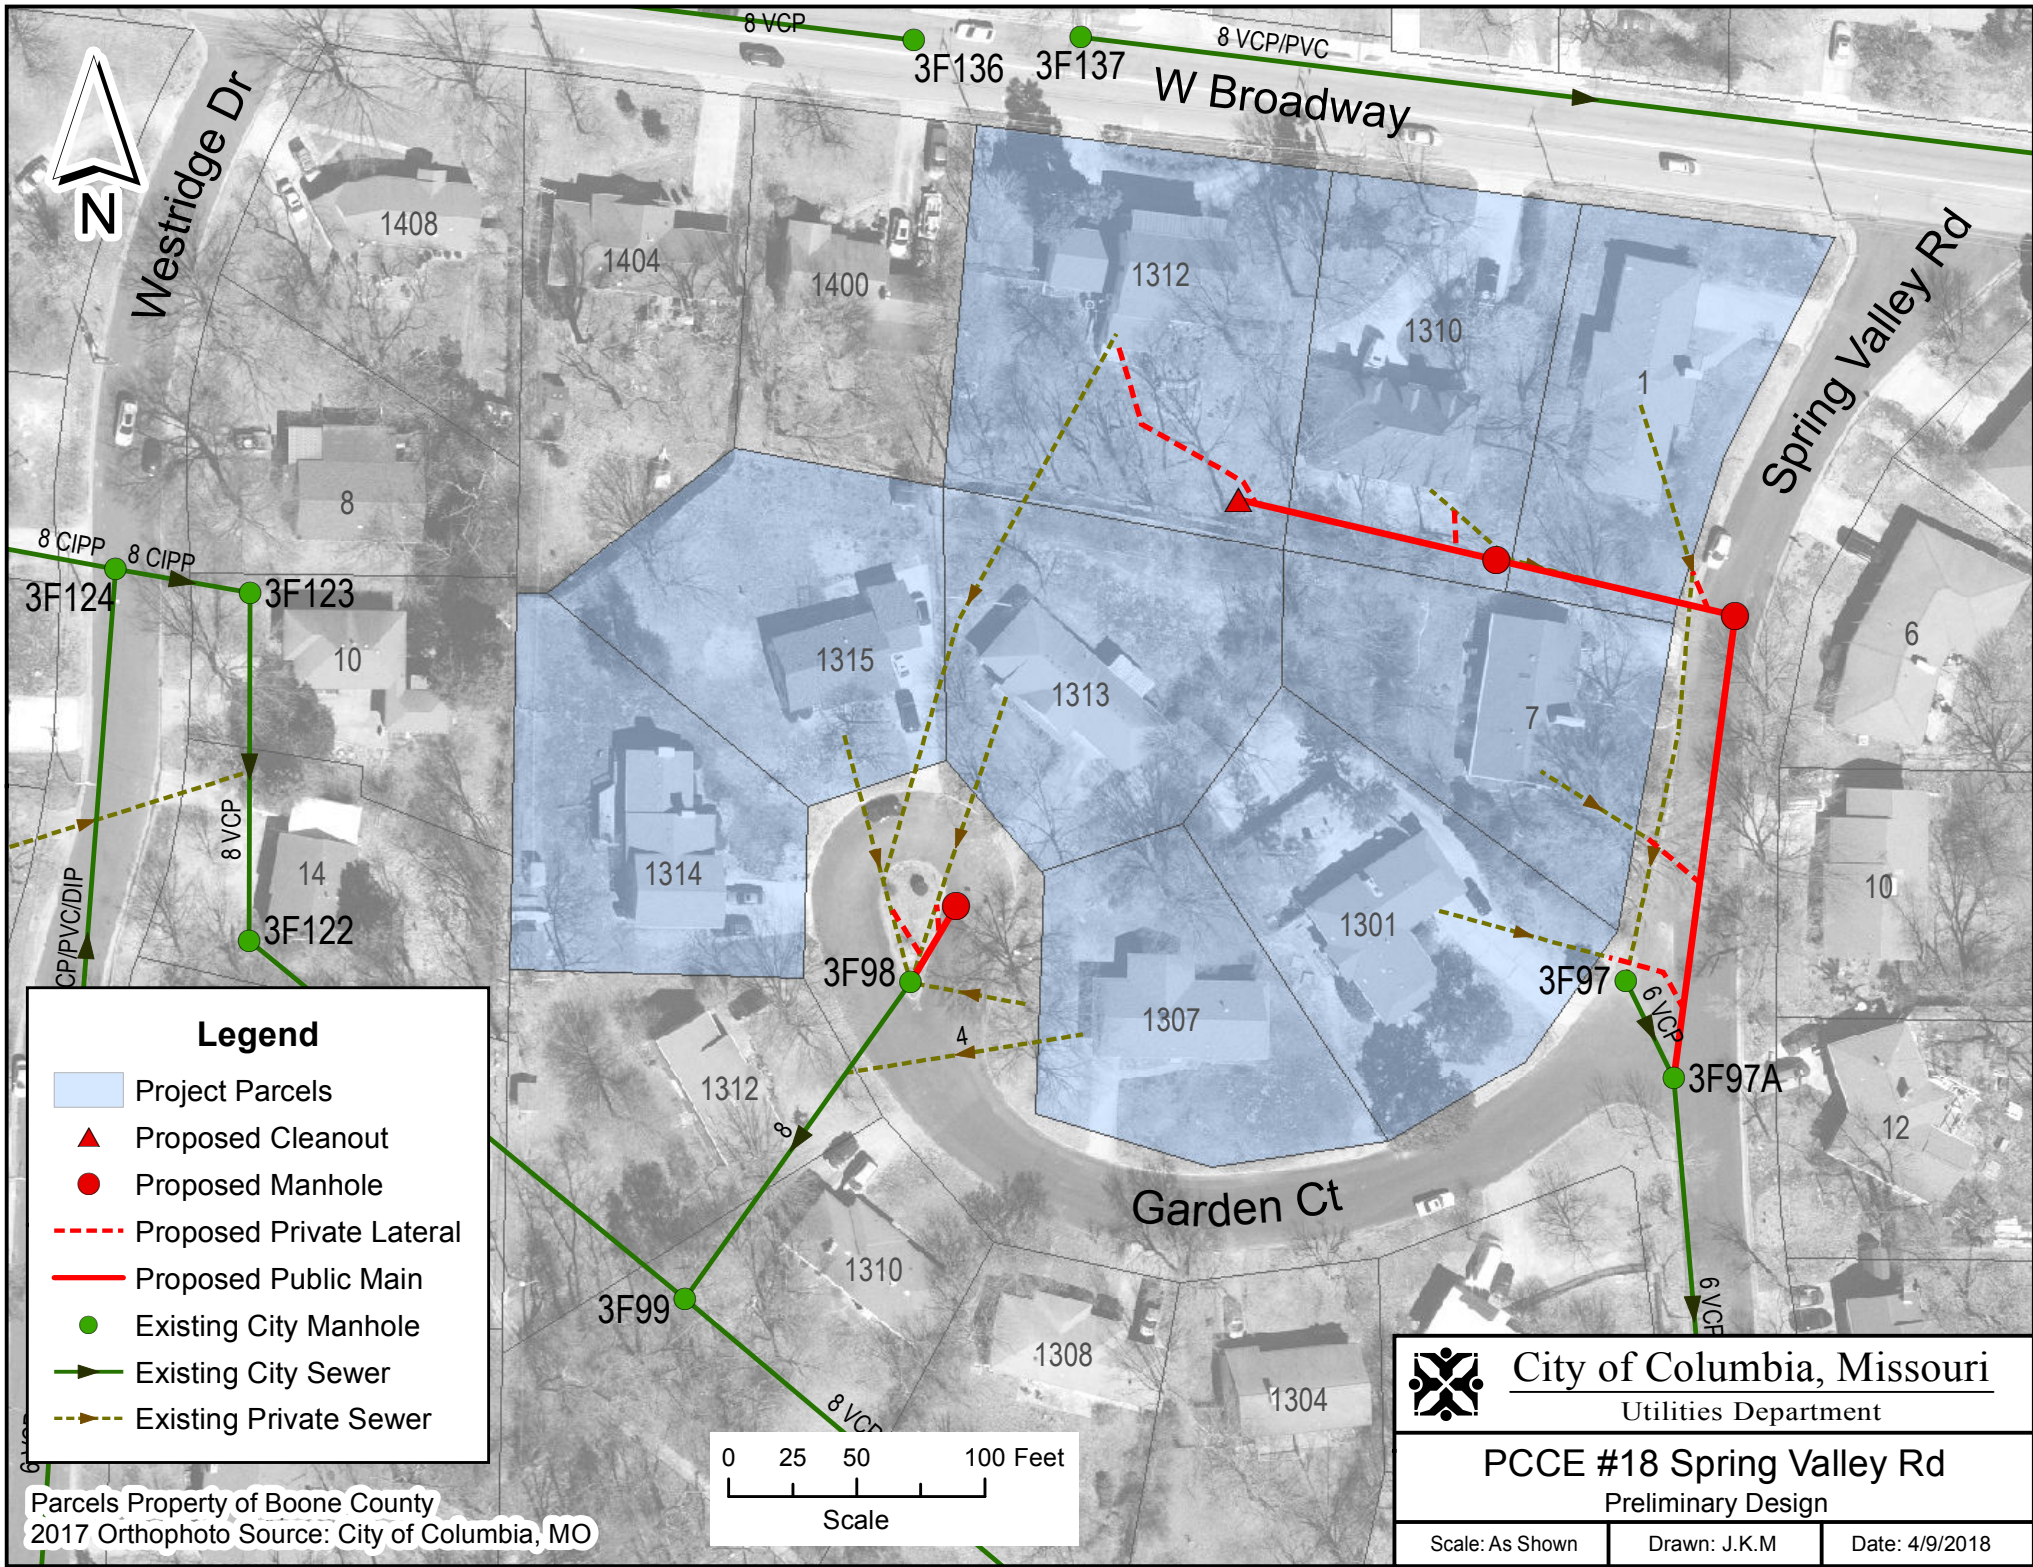 8 VCP
8 VCP/PVC
3F136
3F137
W Broadway
N
Westridge Dr
Spring Valley Rd
1408
1404
1400
1312
1310
1
8
8 CIPP
8 CIPP
3F124
3F123
10
1315
1313
7
6
8 VCP
14
1314
3F122
CP/PVC/DIP
3F98
1301
10
3F97
6 VCP
1307
4
1312
3F97A
12
8
Garden Ct
3F99
1310
1308
1304
6 VCP
8 VCP
Legend
Project Parcels
Proposed Cleanout
Proposed Manhole
Proposed Private Lateral
Proposed Public Main
Existing City Manhole
Existing City Sewer
Existing Private Sewer
0 25 50 100 Feet
Scale
Parcels Property of Boone County
2017 Orthophoto Source: City of Columbia, MO
City of Columbia, Missouri
Utilities Department
PCCE #18 Spring Valley Rd
Preliminary Design
Scale: As Shown
Drawn: J.K.M
Date: 4/9/2018